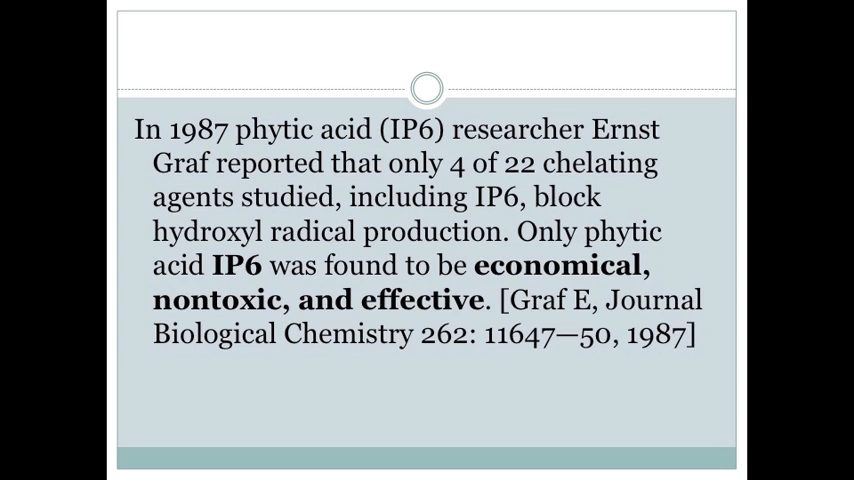 In 1987 phytic acid (IP6) researcher Ernst
Graf reported that only 4 of 22 chelating
agents studied, including IP6, block
hydroxyl radical production. Only phytic
acid IP6 was found to be economical,
nontoxic, and effective. [Graf E, Journal
Biological Chemistry 262: 11647—50, 1987]